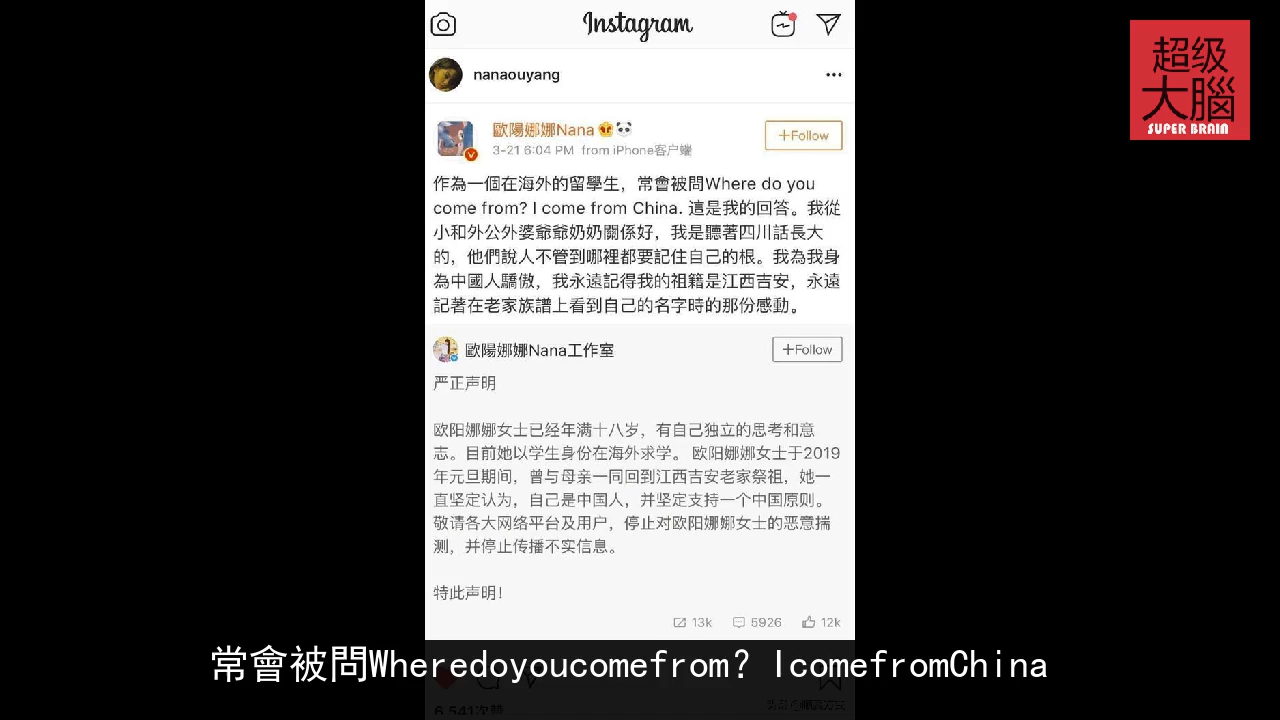 Instagram
超级
大腦
SUPER BRAIN
nanaouyang
歐陽娜娜Nana
+Follow
3-21 6:04 PM from iPhone客户端
作為一個在海外的留學生，常會被問Where do you
come from? I come from China. 這是我的回答。我從
小和外公外婆爺爺奶奶關係好，我是聽著四川話長大
的，他們說人不管到哪裡都要記住自己的根。我為我身
為中國人驕傲，我永遠記得我的祖籍是江西吉安，永遠
記著在老家族譜上看到自己的名字時的那份感動。
歐陽娜娜Nana工作室
+Follow
严正声明
欧阳娜娜女士已经年满十八岁，有自己独立的思考和意
志。目前她以学生身份在海外求学。 欧阳娜娜女士于2019
年元旦期间，曾与母亲一同回到江西吉安老家祭祖，她一
直坚定认为，自己是中国人，并坚定支持一个中国原则。
敬请各大网络平台及用户，停止对欧阳娜娜女士的恶意揣
测，并停止传播不实信息。
特此声明！
13k 5926 12k
常會被問Wheredoyoucomefrom？IcomefromChina
6,541次贊